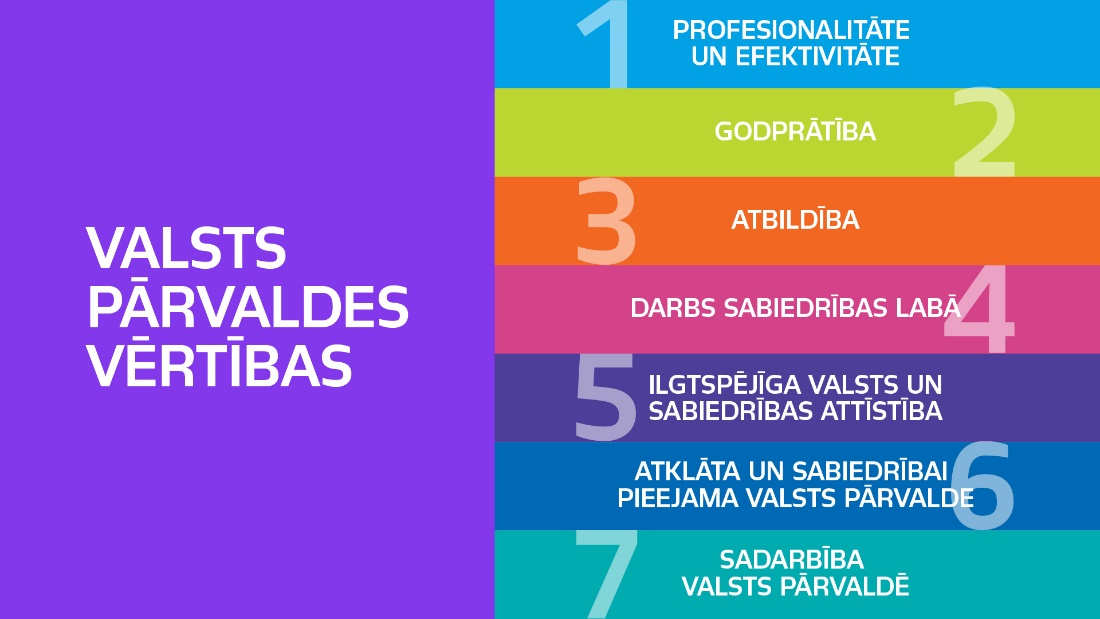 VALSTS
PĀRVALDES
VĒRTĪBAS
1
PROFESIONALITĀTE
UN EFEKTIVITĀTE
2
GODPRĀTĪBA
3
ATBILDĪBA
4
DARBS SABIEDRĪBAS LABĀ
5
ILGTSPĒJĪGA VALSTS UN
SABIEDRĪBAS ATTĪSTĪBA
6
ATKLĀTA UN SABIEDRĪBAI
PIEEJAMA VALSTS PĀRVALDE
7
SADARBĪBA
VALSTS PĀRVALDĒ